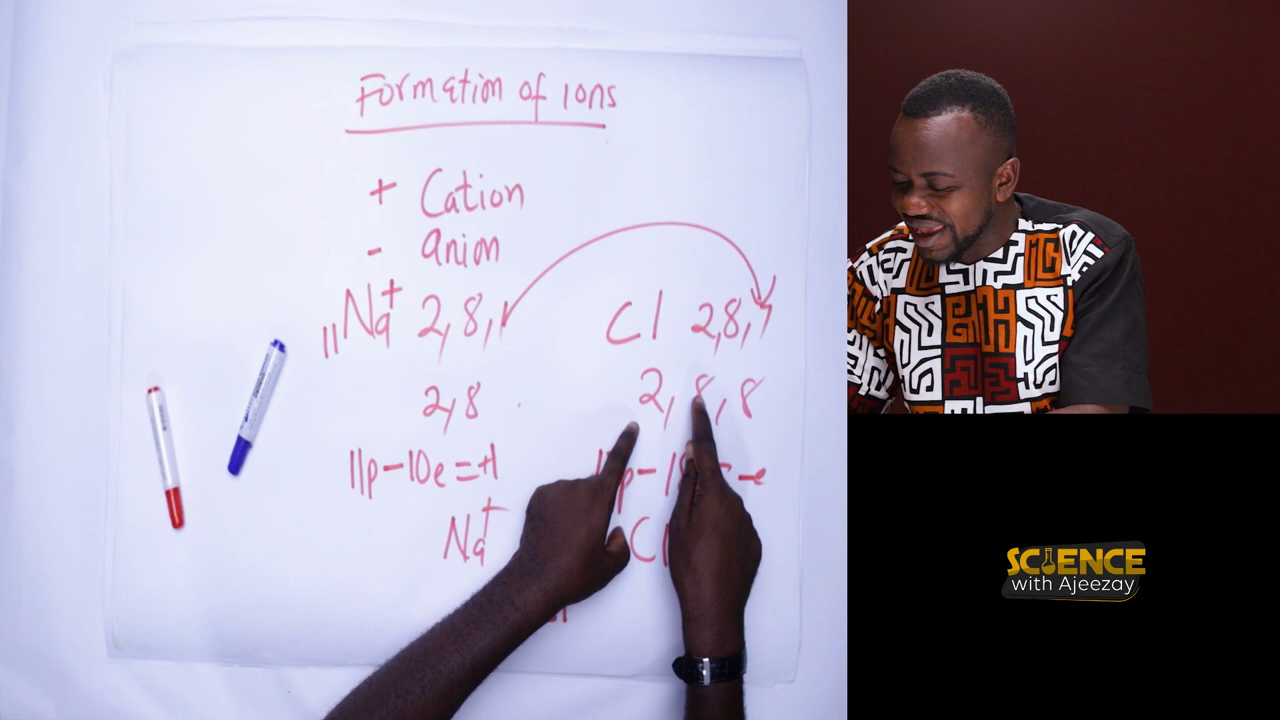 Formation of Ions
+ Cation
- anion
11Na+ 2,8,1
Cl 2,8,7
2,8
2,8,8
11p-10e=+1
Na+
Cl
SCIENCE
with Ajeezay